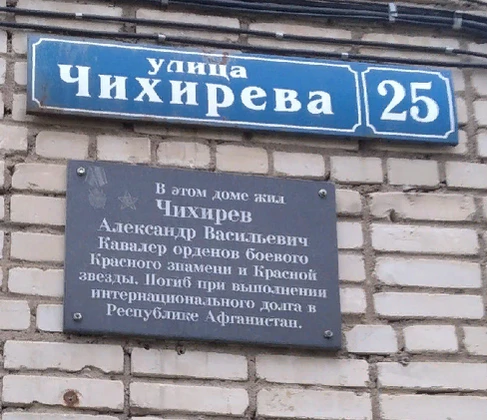 улица
Чихирева
25
В этом доме жил
Чихирев
Александр Васильевич
Кавалер орденов боевого
Красного знамени и Красной
звезды. Погиб при выполнении
интернационального долга в
Республике Афганистан.